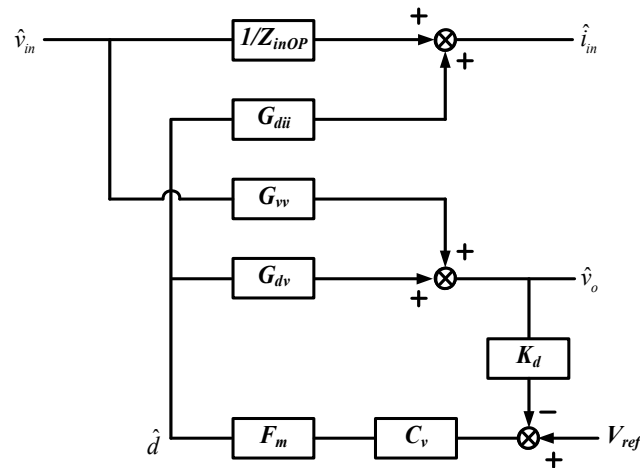 v̂_in
1/Z_inOP
+
î_in
+
G_dii
G_vv
+
G_dv
+
v̂_o
K_d
−
d̂
F_m
C_v
V_ref
+